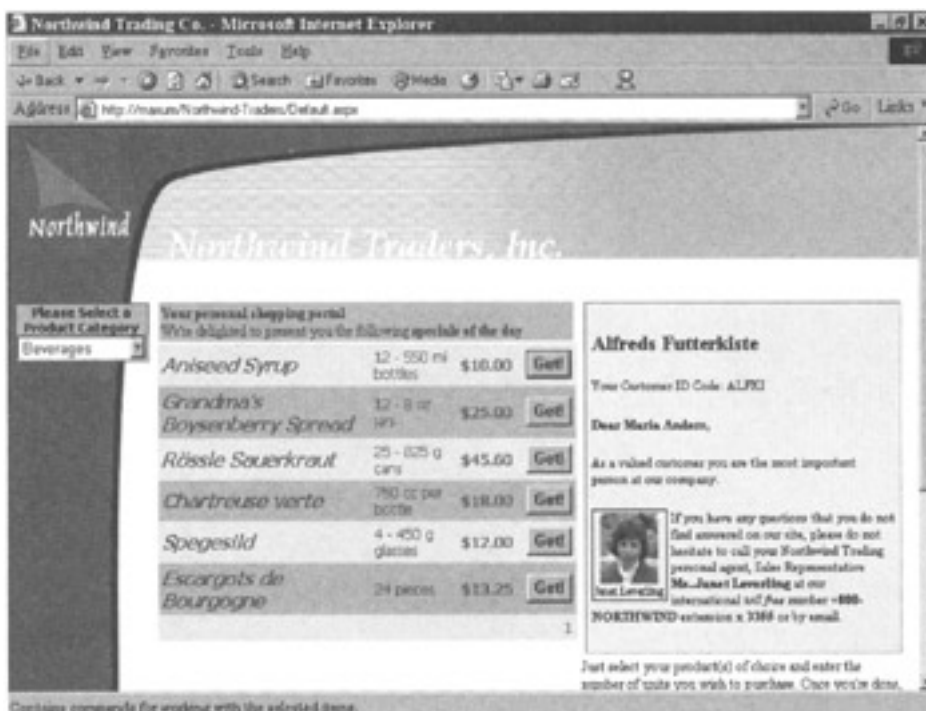 Northwind Trading Co. - Microsoft Internet Explorer
File Edit View Favorites Tools Help
Back Search Favorites Media
Address http://maxum/Northwind-Traders/Default.aspx Go Links
Northwind
Northwind Traders, Inc.
Please Select a
Product Category
Beverages
Your personal shopping portal
We're delighted to present you the following specials of the day
Aniseed Syrup 12 - 550 ml bottles $10.00 Get!
Grandma's Boysenberry Spread 12 - 8 oz jars $25.00 Get!
Rössle Sauerkraut 25 - 825 g cans $45.60 Get!
Chartreuse verte 750 cc per bottle $18.00 Get!
Spegesild 4 - 450 g glasses $12.00 Get!
Escargots de Bourgogne 24 pieces $13.25 Get!
1
Alfreds Futterkiste
Your Customer ID Code: ALFKI
Dear Maria Anders,
As a valued customer you are the most important
person at our company.
If you have any questions that you do not
find answered on our site, please do not
hesitate to call your Northwind Trading
personal agent, Sales Representative
Ms. Janet Leverling at our
Janet Leverling
international toll free number
NORTHWIND extension x 3355 or by email.
Just select your product(s) of choice and enter the
number of units you wish to purchase. Once you're done,
Contains commands for working with the selected items.